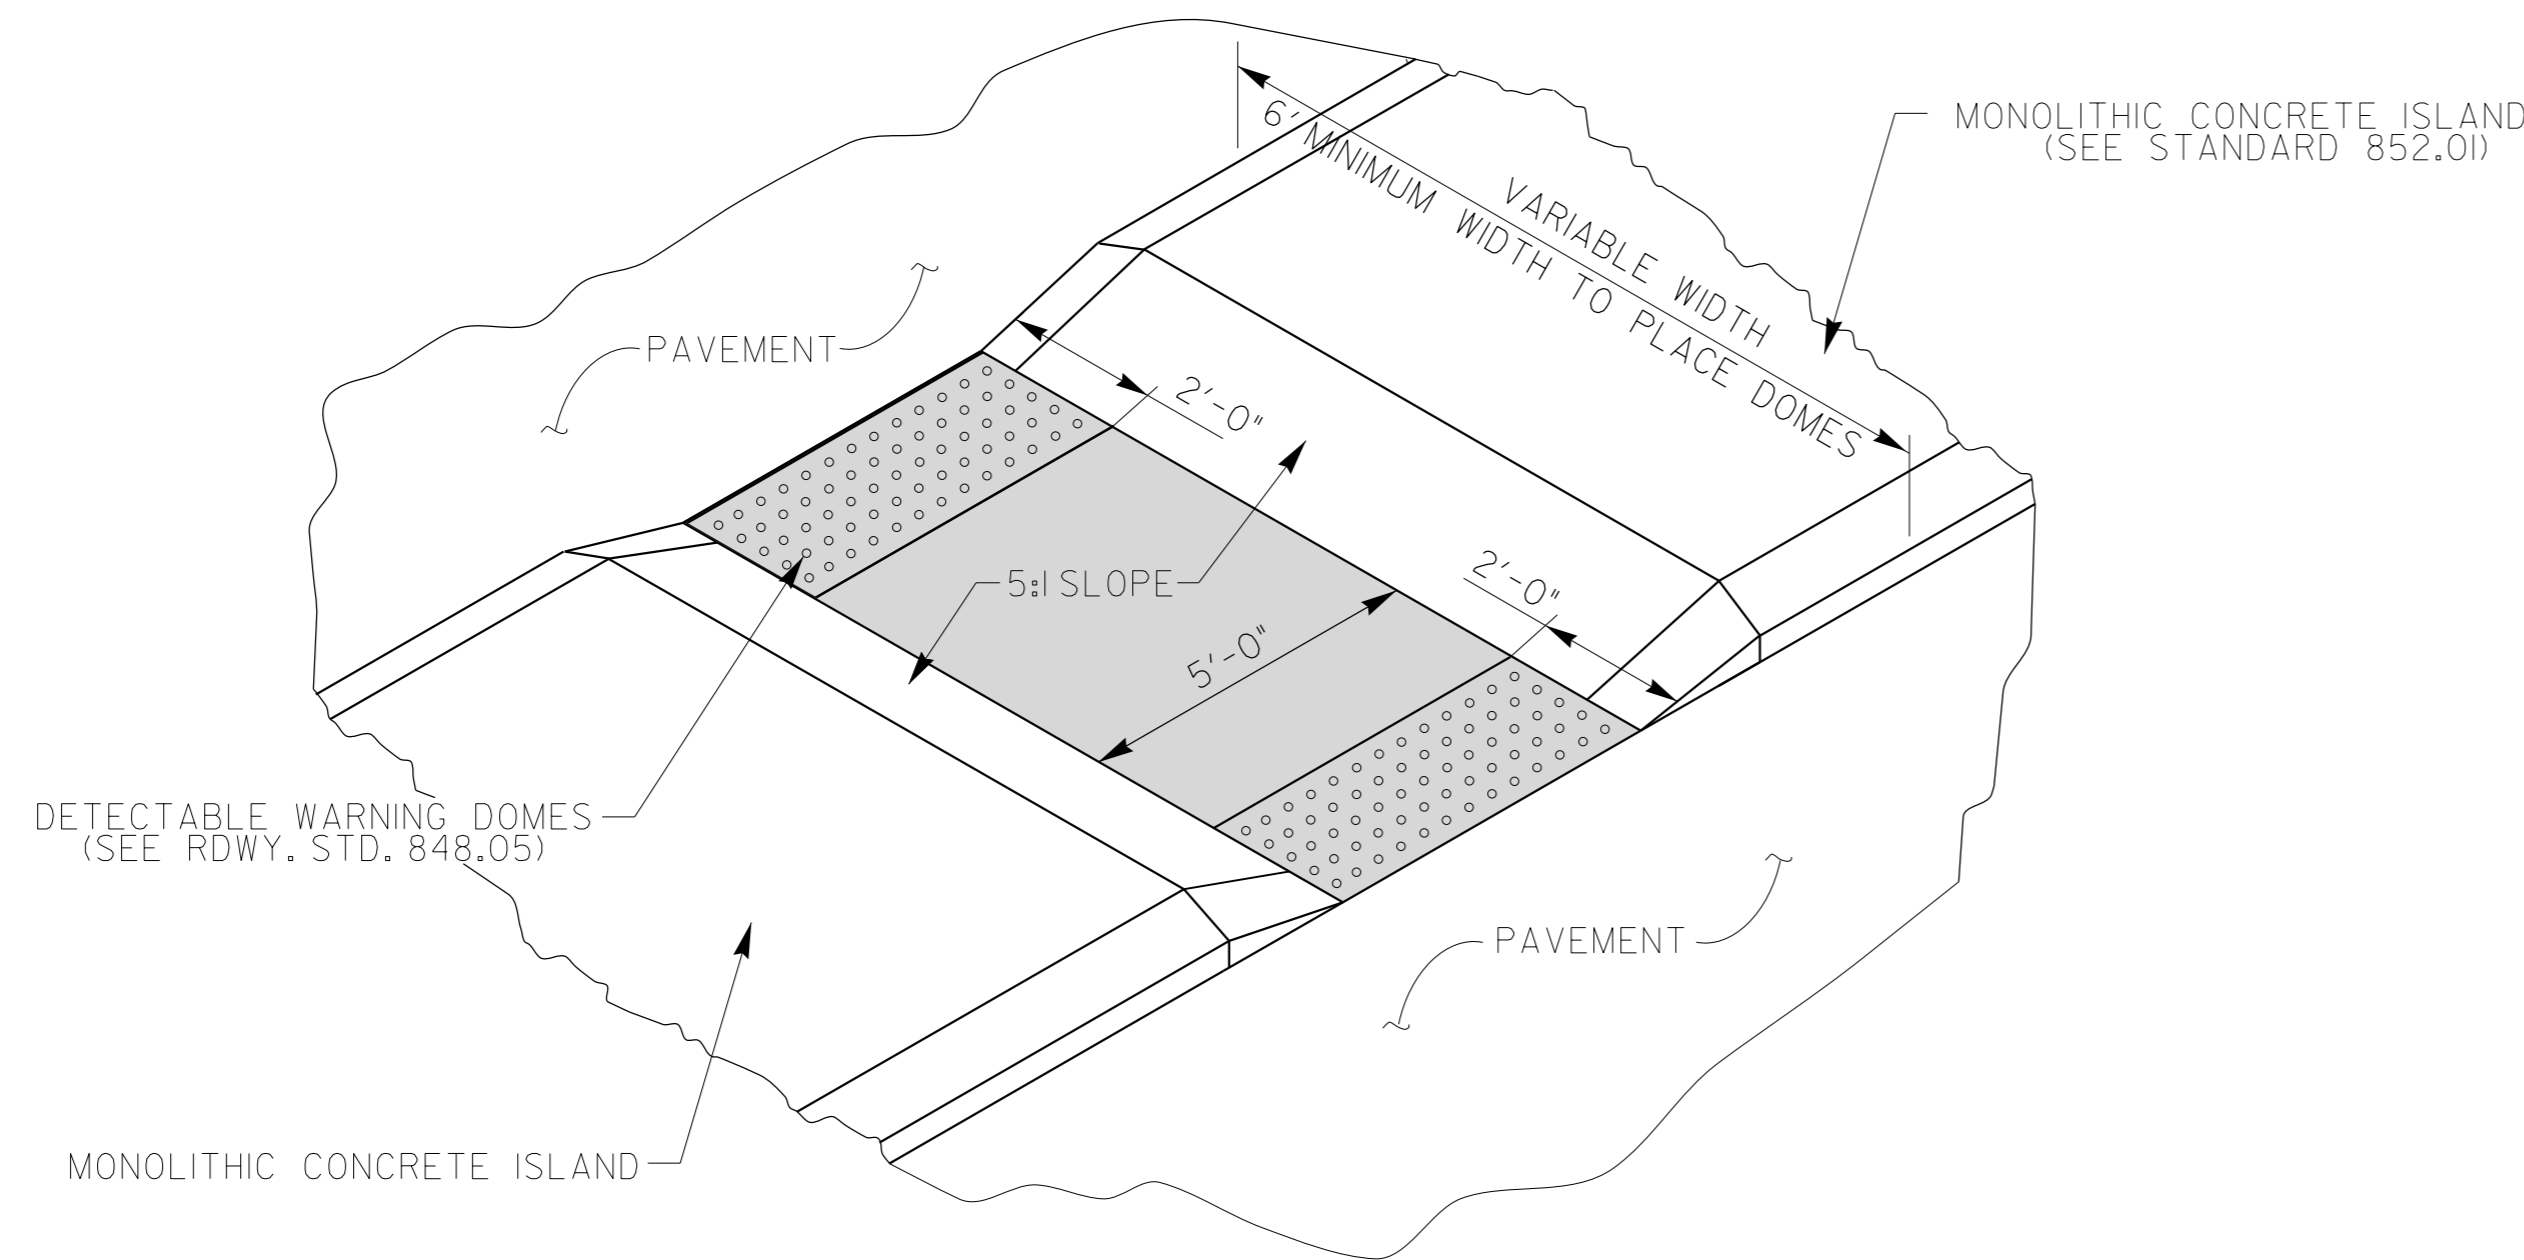 MONOLITHIC CONCRETE ISLAND
(SEE STANDARD 852.01)
6' MINIMUM WIDTH TO PLACE DOMES
VARIABLE WIDTH
PAVEMENT
2'-0"
5:1 SLOPE
2'-0"
5'-0"
DETECTABLE WARNING DOMES
(SEE RDWY. STD. 848.05)
PAVEMENT
MONOLITHIC CONCRETE ISLAND